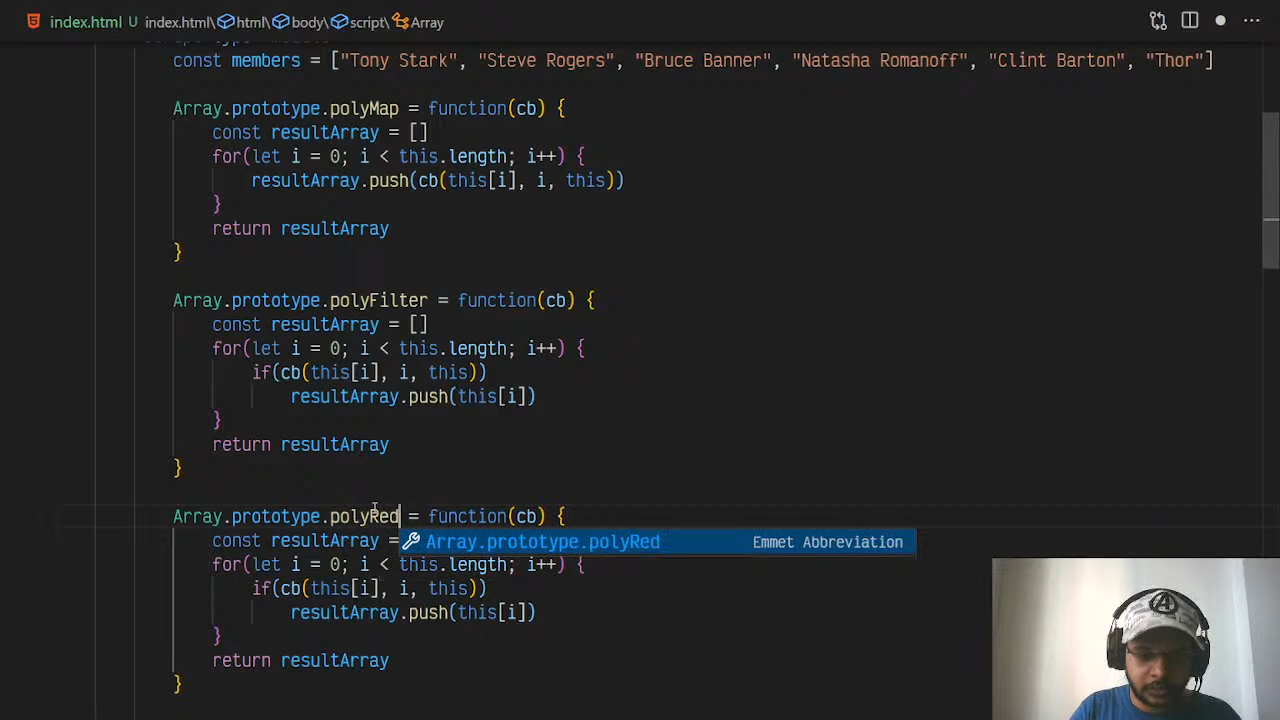 index.html U index.html\html\body\script\Array
const members = ["Tony Stark", "Steve Rogers", "Bruce Banner", "Natasha Romanoff", "Clint Barton", "Thor"]
Array.prototype.polyMap = function(cb) {
const resultArray = []
for(let i = 0; i < this.length; i++) {
resultArray.push(cb(this[i], i, this))
}
return resultArray
}
Array.prototype.polyFilter = function(cb) {
const resultArray = []
for(let i = 0; i < this.length; i++) {
if(cb(this[i], i, this))
resultArray.push(this[i])
}
return resultArray
}
Array.prototype.polyRed = function(cb) {
const resultArray =
Array.prototype.polyRed Emmet Abbreviation
for(let i = 0; i < this.length; i++) {
if(cb(this[i], i, this))
resultArray.push(this[i])
}
return resultArray
}